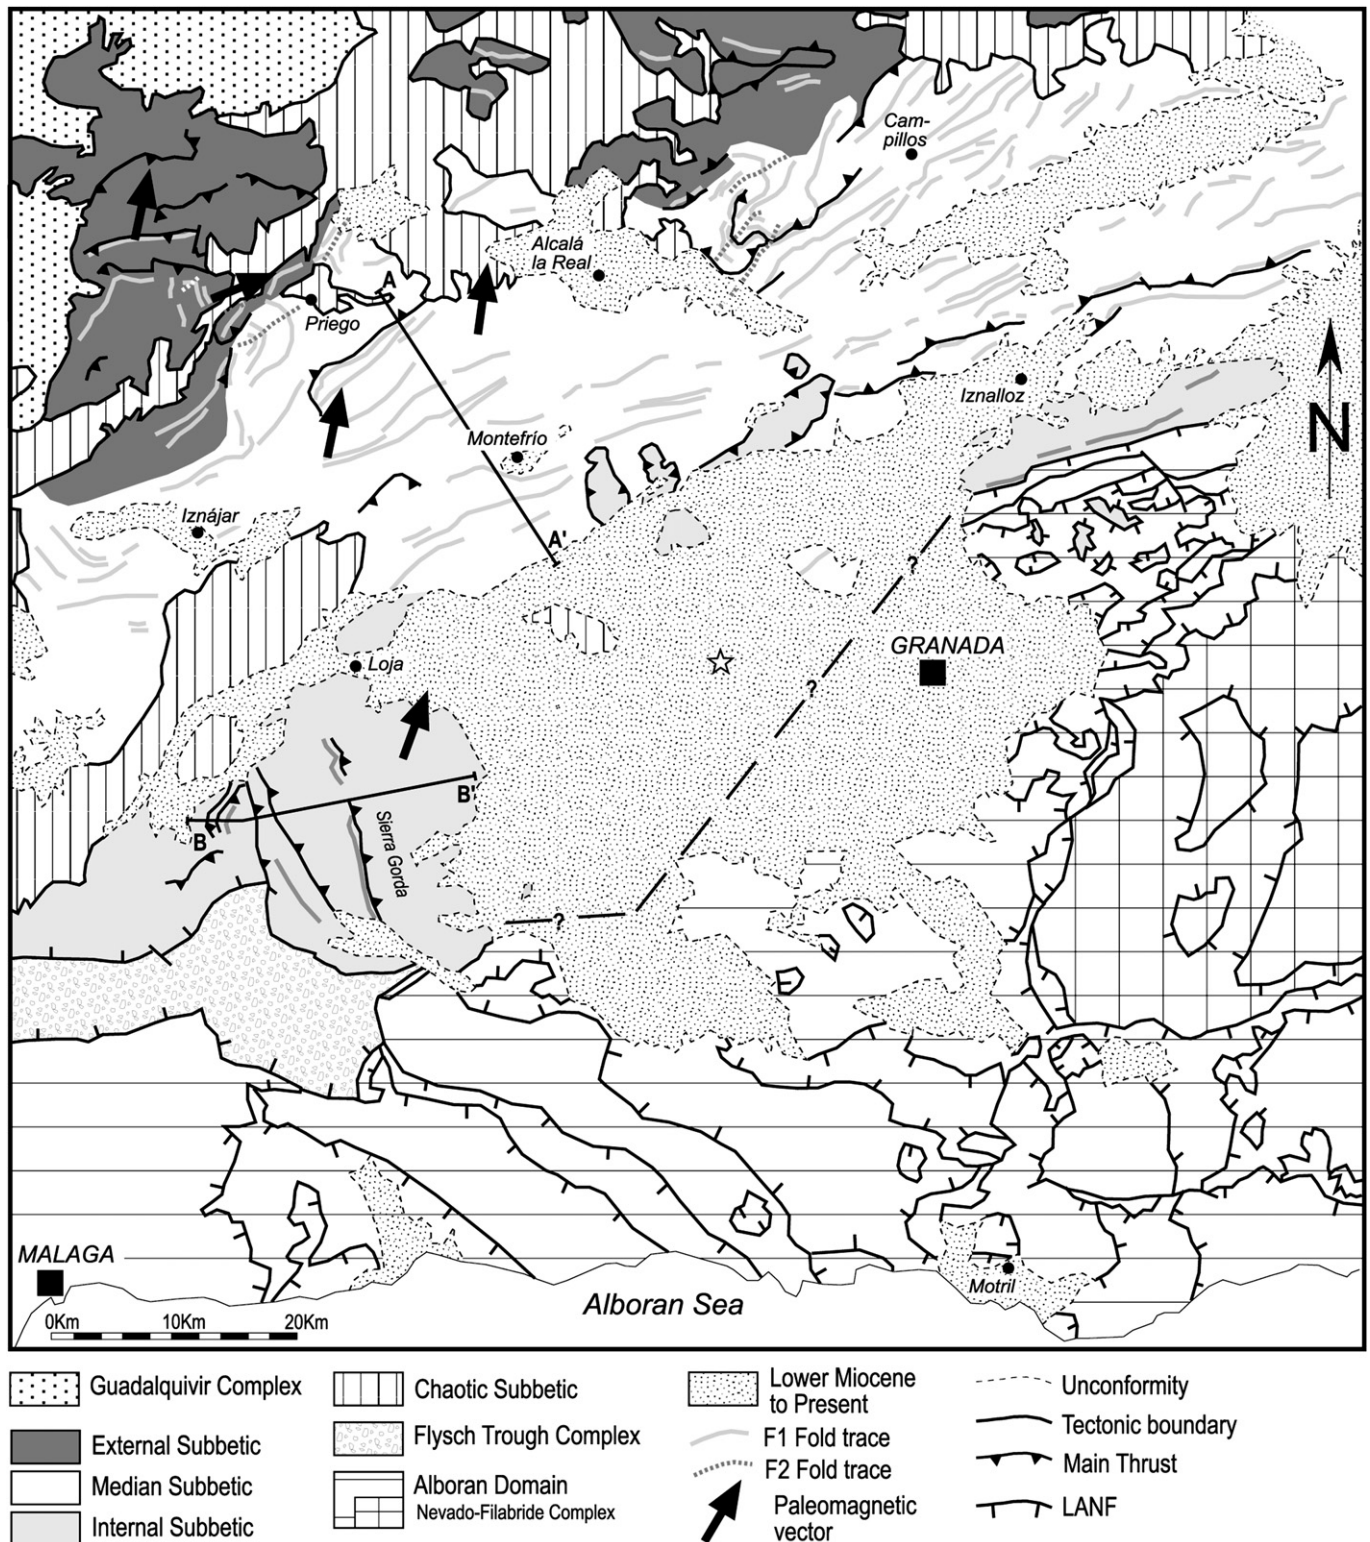 Cam-
pillos
Alcalá
la Real
A
Priego
Iznalloz
N
Montefrío
Iznájar
A'
?
GRANADA
Loja
?
B'
B
Sierra Gorda
?
MALAGA
Alboran Sea
Motril
0Km 10Km 20Km
Guadalquivir Complex
External Subbetic
Median Subbetic
Internal Subbetic
Chaotic Subbetic
Flysch Trough Complex
Alboran Domain
Nevado-Filabride Complex
Lower Miocene
to Present
F1 Fold trace
F2 Fold trace
Paleomagnetic
vector
Unconformity
Tectonic boundary
Main Thrust
LANF